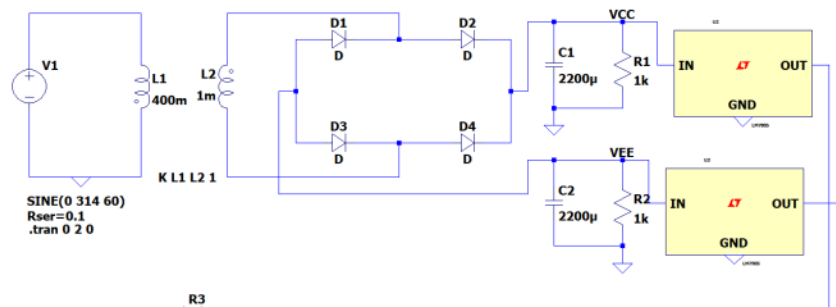 V1
L1
400m
L2
1m
K L1 L2 1
SINE(0 314 60)
Rser=0.1
.tran 0 2 0
D1
D
D2
D
D3
D
D4
D
VCC
C1
2200µ
R1
1k
IN
OUT
GND
VEE
C2
2200µ
R2
1k
IN
OUT
GND
R3